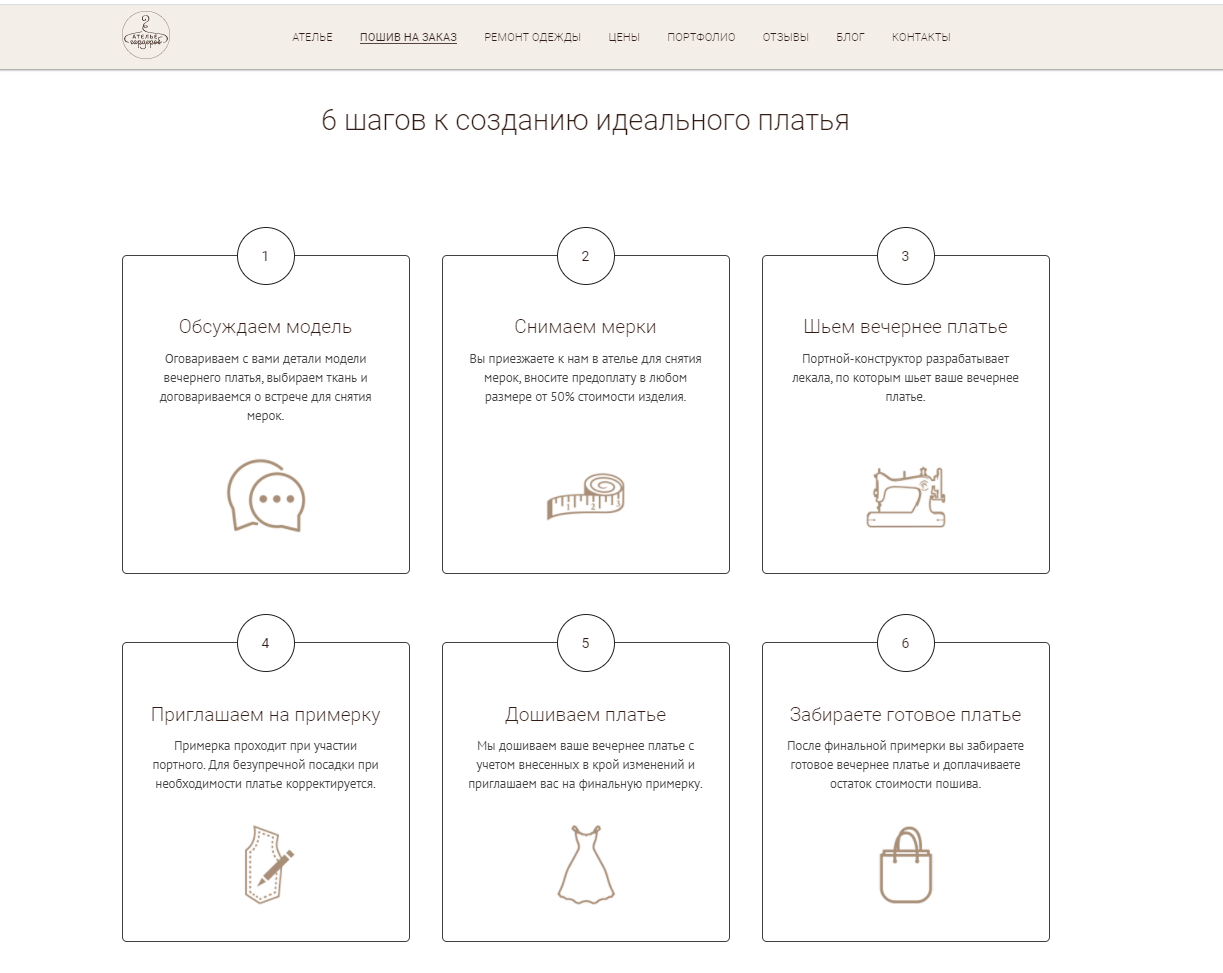 АТЕЛЬЕ
АТЕЛЬЕ ПОШИВ НА ЗАКАЗ РЕМОНТ ОДЕЖДЫ ЦЕНЫ ПОРТФОЛИО ОТЗЫВЫ БЛОГ КОНТАКТЫ
6 шагов к созданию идеального платья
1
Обсуждаем модель
Оговариваем с вами детали модели
вечернего платья, выбираем ткань и
договариваемся о встрече для снятия
мерок.
2
Снимаем мерки
Вы приезжаете к нам в ателье для снятия
мерок, вносите предоплату в любом
размере от 50% стоимости изделия.
1 2 3
3
Шьем вечернее платье
Портной-конструктор разрабатывает
лекала, по которым шьет ваше вечернее
платье.
4
Приглашаем на примерку
Примерка проходит при участии
портного. Для безупречной посадки при
необходимости платье корректируется.
5
Дошиваем платье
Мы дошиваем ваше вечернее платье с
учетом внесенных в крой изменений и
приглашаем вас на финальную примерку.
6
Забираете готовое платье
После финальной примерки вы забираете
готовое вечернее платье и доплачиваете
остаток стоимости пошива.